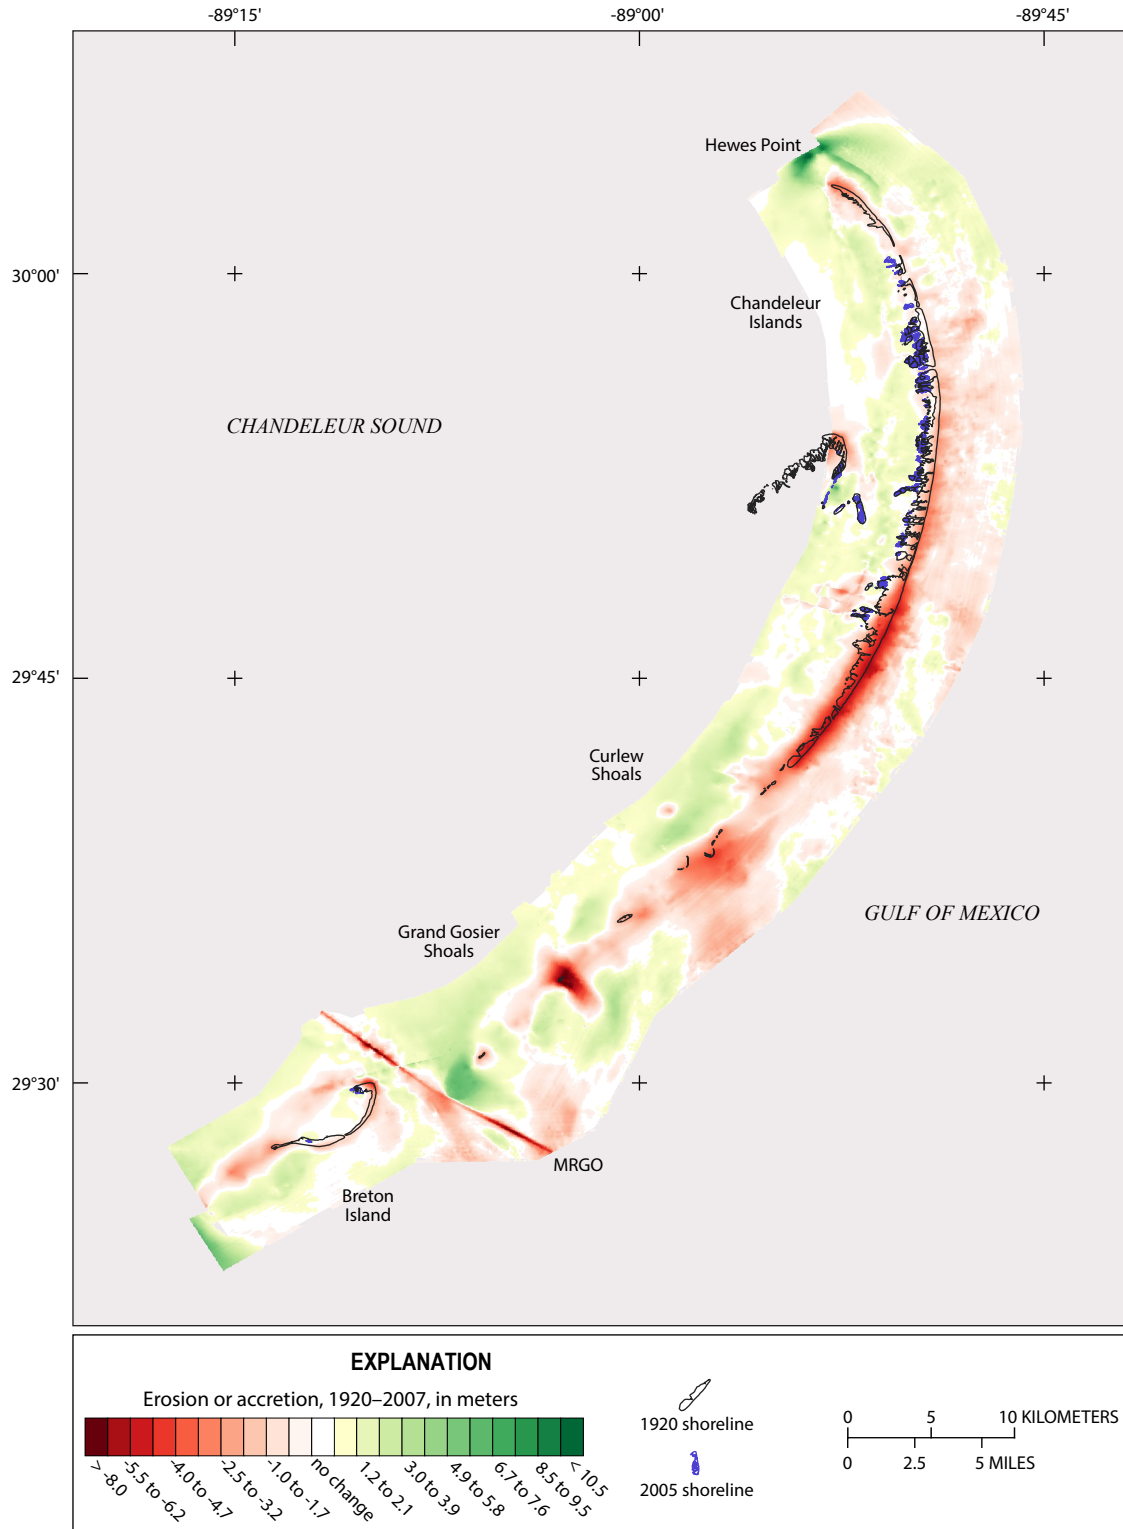 -89°15'
-89°00'
-89°45'
Hewes Point
30°00'
Chandeleur
Islands
CHANDELEUR SOUND
29°45'
Curlew
Shoals
GULF OF MEXICO
Grand Gosier
Shoals
29°30'
MRGO
Breton
Island
EXPLANATION
Erosion or accretion, 1920–2007, in meters
> -8.0
-5.5 to -6.2
-4.0 to -4.7
-2.5 to -3.2
-1.0 to -1.7
no change
1.2 to 2.1
3.0 to 3.9
4.9 to 5.8
6.7 to 7.6
8.5 to 9.5
< 10.5
1920 shoreline
2005 shoreline
0 5 10 KILOMETERS
0 2.5 5 MILES